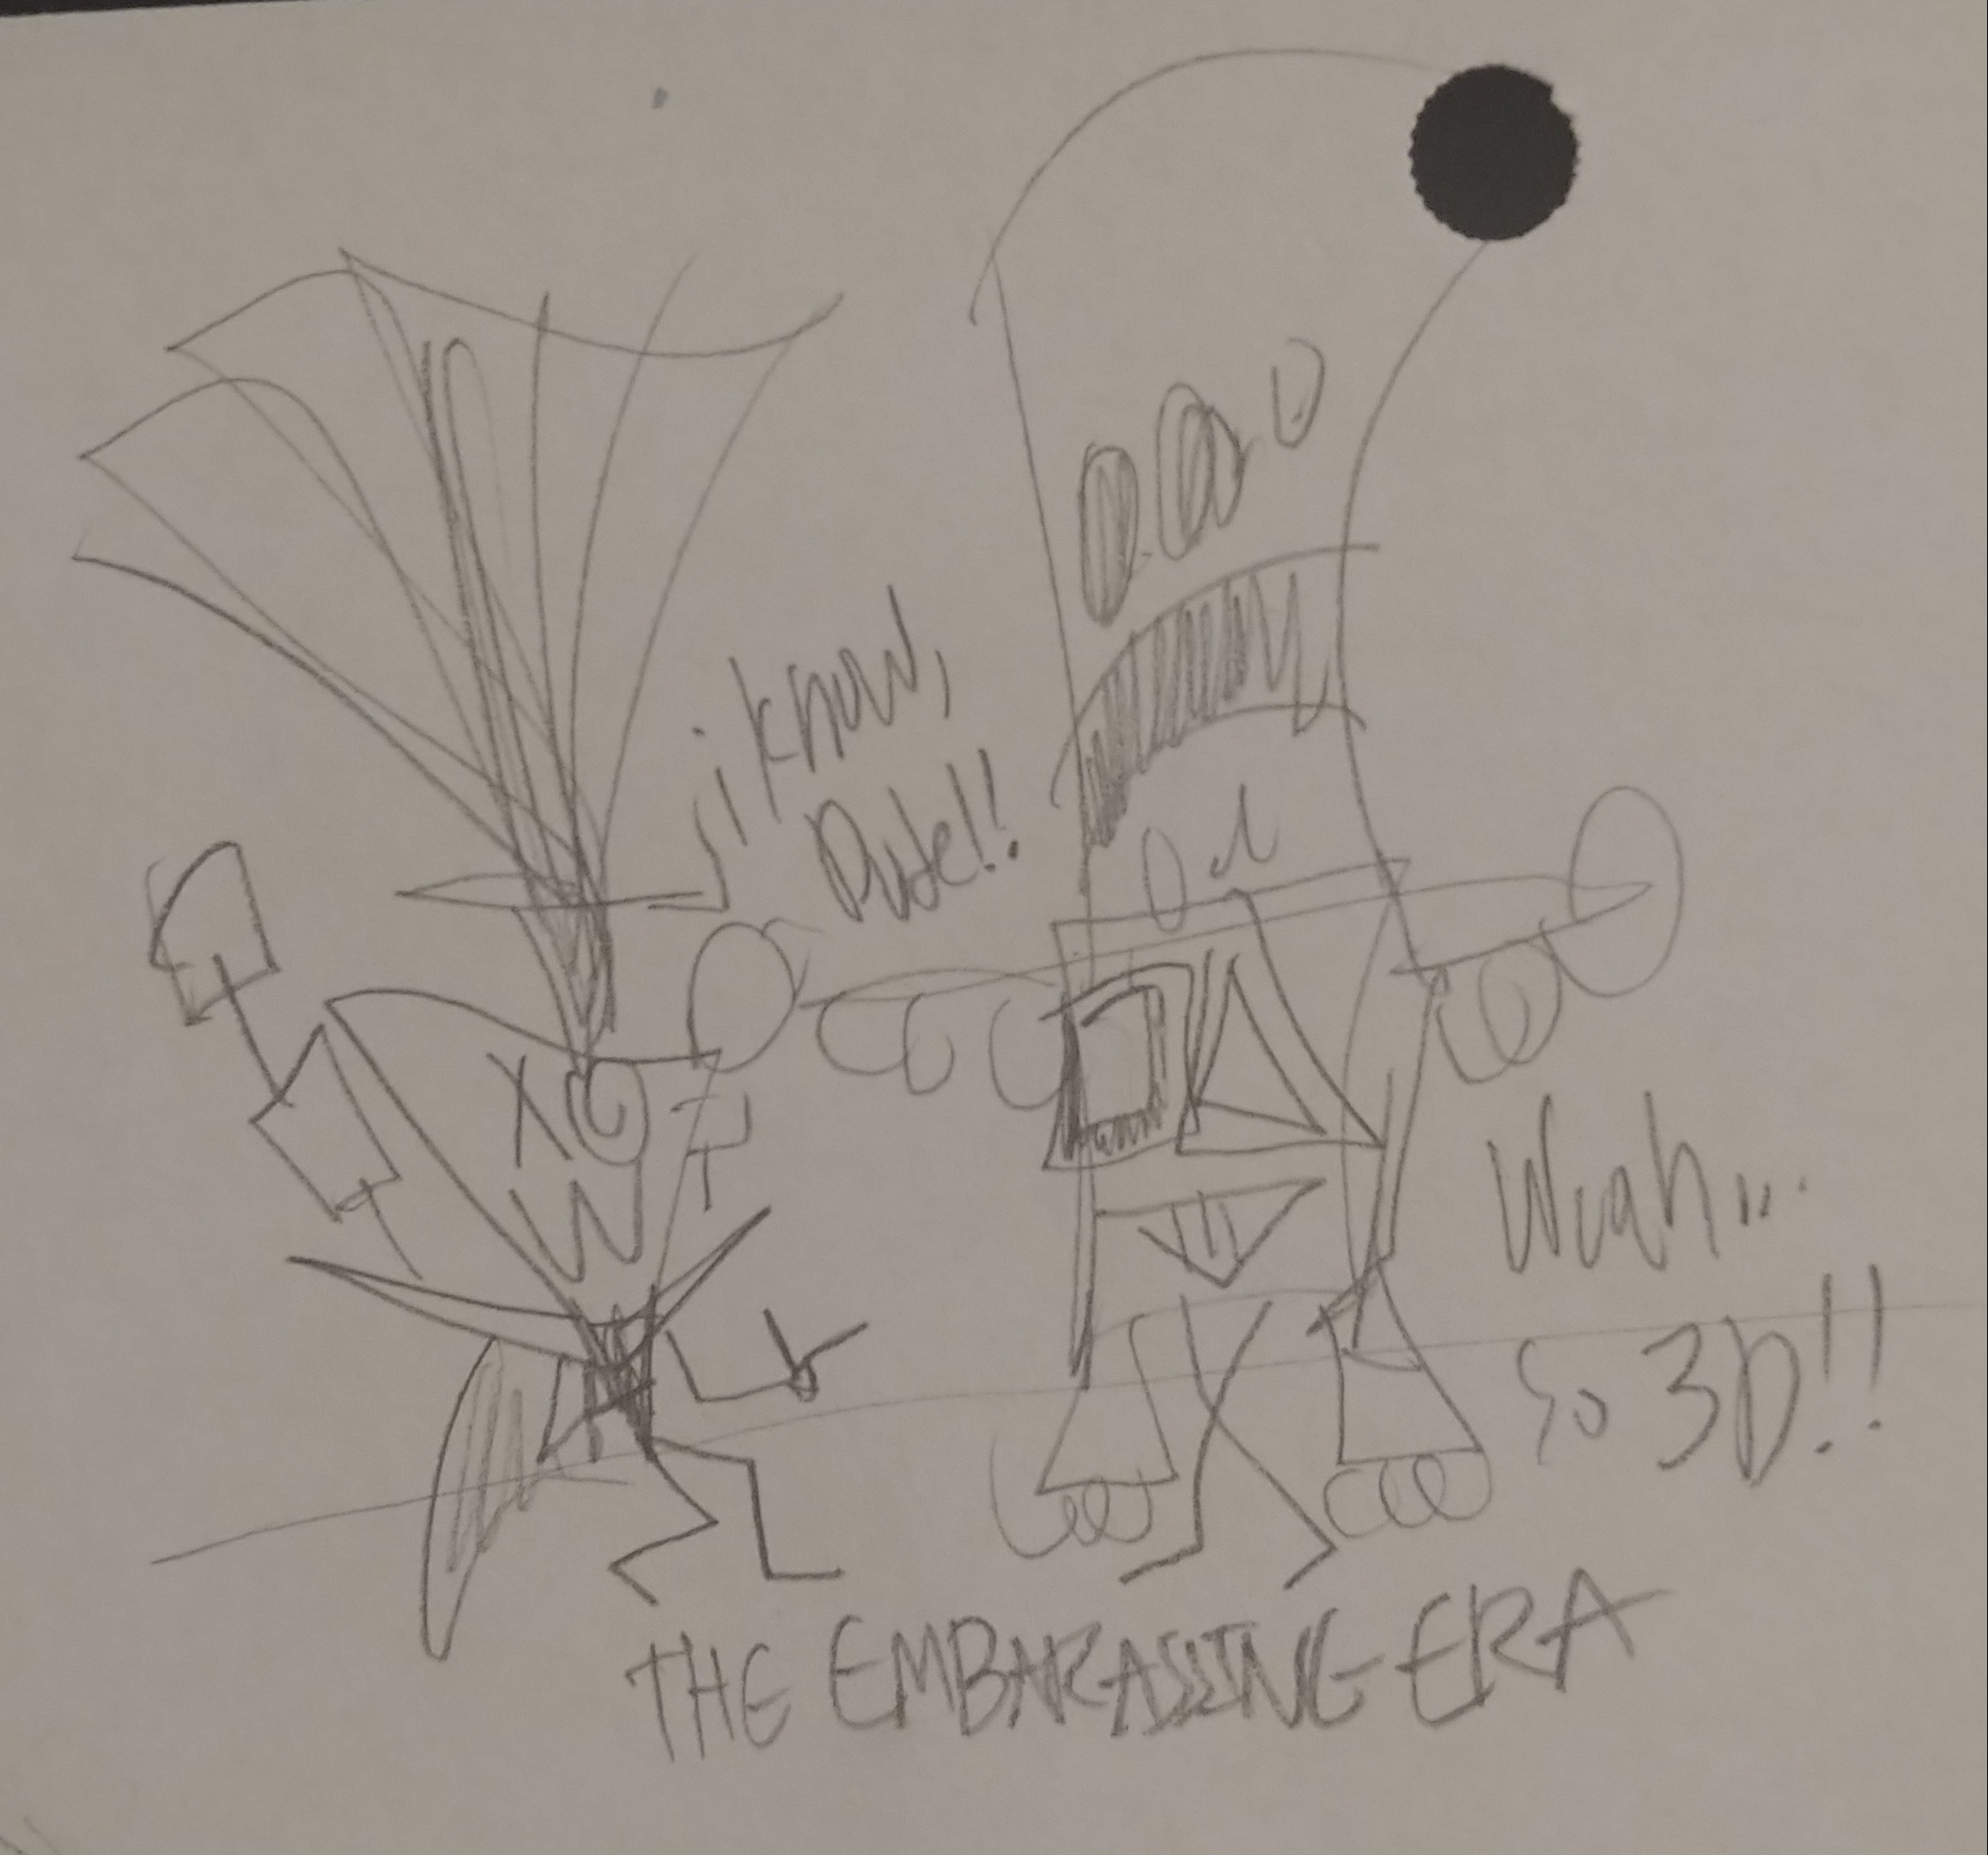 i know,
Dude!!
Woah...
So 3D!!
THE EMBARASSING ERA